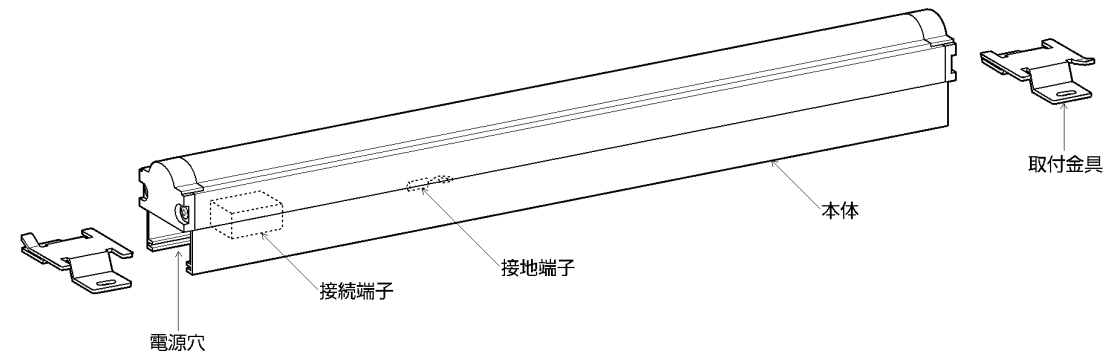 取付金具
本体
接地端子
接続端子
電源穴